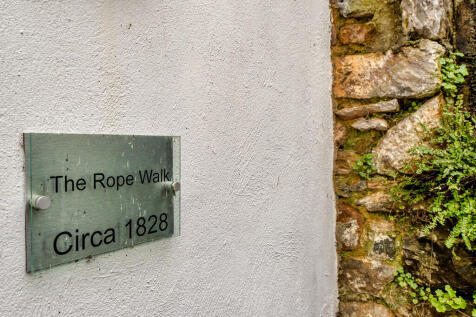 The Rope Walk
Circa 1828